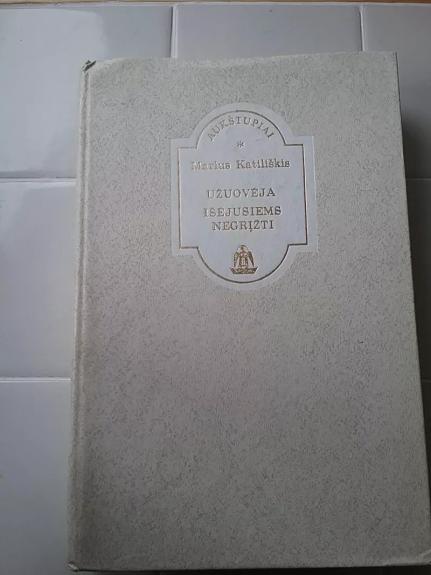 AUKŠTUPIAI
*
Marius Katiliškis
UŽUOVĖJA
IŠĖJUSIEMS
NEGRĮŽTI